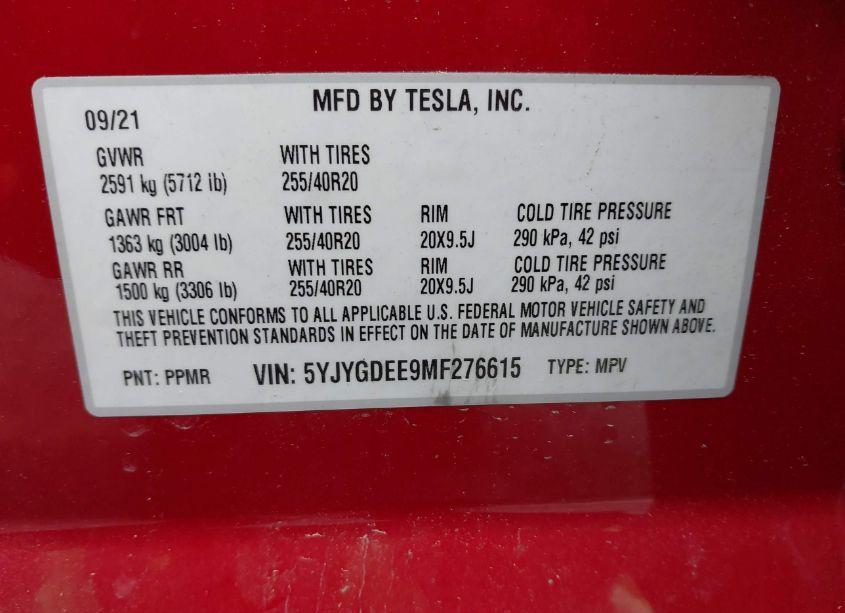 MFD BY TESLA, INC.
09/21
GVWR WITH TIRES
2591 kg (5712 lb) 255/40R20
GAWR FRT WITH TIRES RIM COLD TIRE PRESSURE
1363 kg (3004 lb) 255/40R20 20X9.5J 290 kPa, 42 psi
GAWR RR WITH TIRES RIM COLD TIRE PRESSURE
1500 kg (3306 lb) 255/40R20 20X9.5J 290 kPa, 42 psi
THIS VEHICLE CONFORMS TO ALL APPLICABLE U.S. FEDERAL MOTOR VEHICLE SAFETY AND
THEFT PREVENTION STANDARDS IN EFFECT ON THE DATE OF MANUFACTURE SHOWN ABOVE.
PNT: PPMR VIN: 5YJYGDEE9MF276615 TYPE: MPV